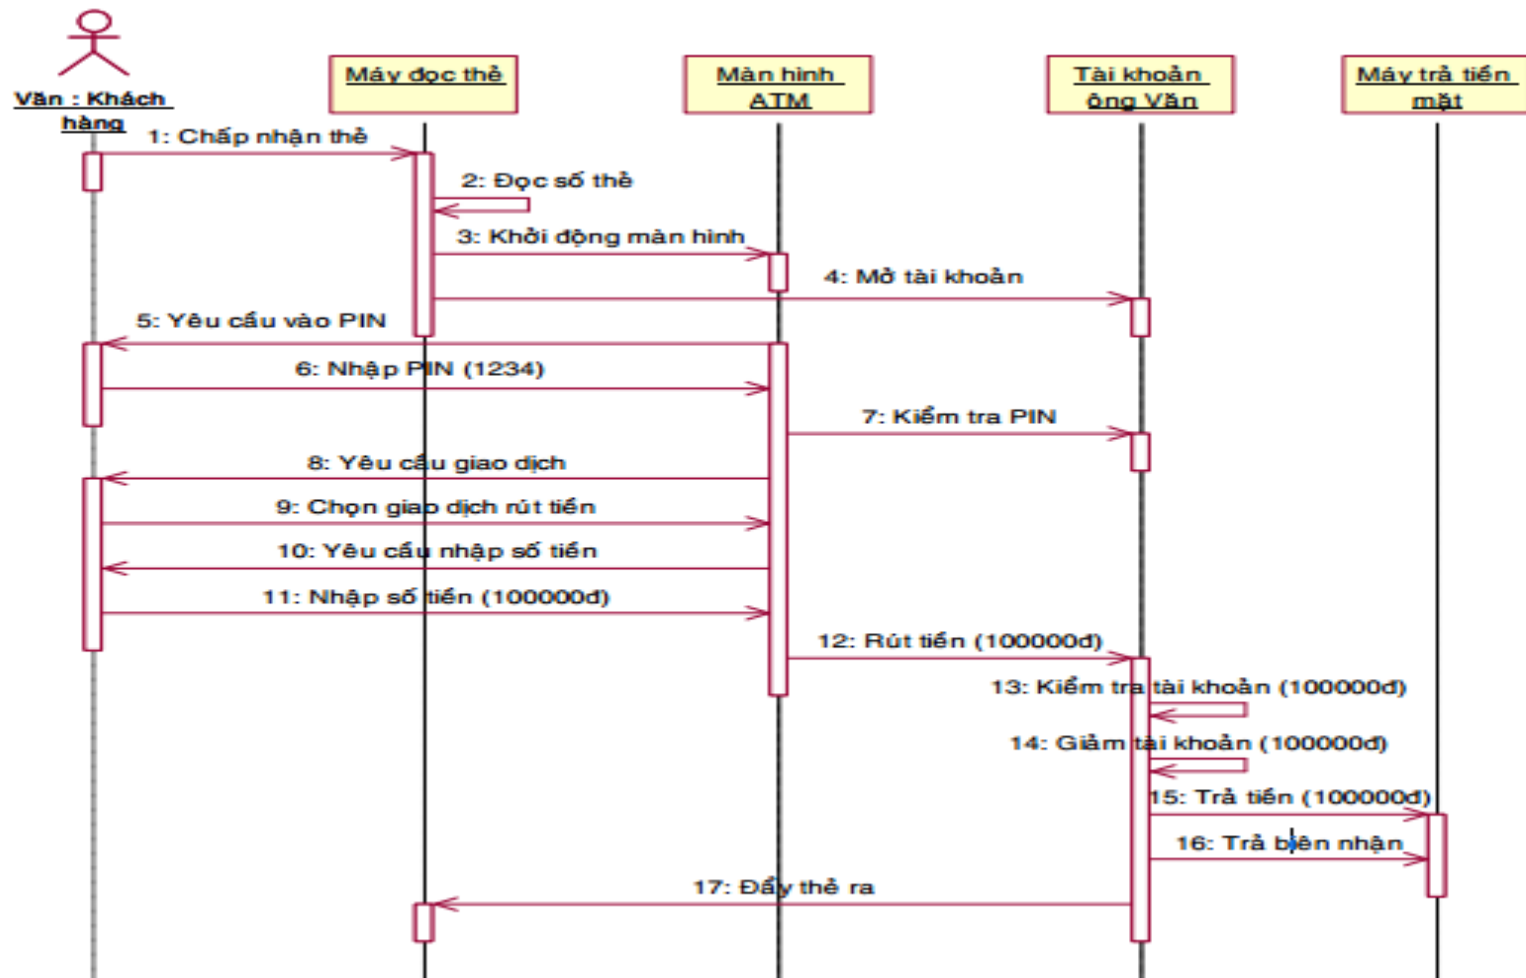 Văn : Khách
hàng
Máy đọc thẻ
Màn hình
ATM
Tài khoản
ông Văn
Máy trả tiền
mặt
1: Chấp nhận thẻ
2: Đọc số thẻ
3: Khởi động màn hình
4: Mở tài khoản
5: Yêu cầu vào PIN
6: Nhập PIN (1234)
7: Kiểm tra PIN
8: Yêu cầu giao dịch
9: Chọn giao dịch rút tiền
10: Yêu cầu nhập số tiền
11: Nhập số tiền (100000đ)
12: Rút tiền (100000đ)
13: Kiểm tra tài khoản (100000đ)
14: Giảm tài khoản (100000đ)
15: Trả tiền (100000đ)
16: Trả biên nhận
17: Đẩy thẻ ra